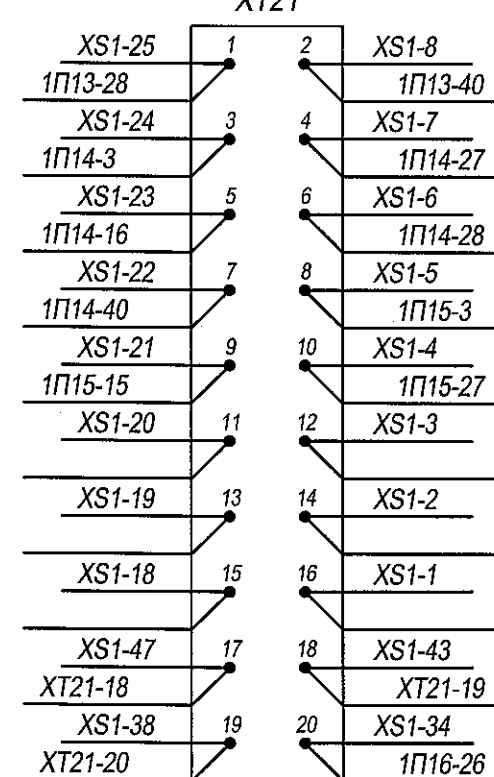 XT21
XS1-25 1 2 XS1-8
1П13-28 1П13-40
XS1-24 3 4 XS1-7
1П14-3 1П14-27
XS1-23 5 6 XS1-6
1П14-16 1П14-28
XS1-22 7 8 XS1-5
1П14-40 1П15-3
XS1-21 9 10 XS1-4
1П15-15 1П15-27
XS1-20 11 12 XS1-3
XS1-19 13 14 XS1-2
XS1-18 15 16 XS1-1
XS1-47 17 18 XS1-43
XT21-18 XT21-19
XS1-38 19 20 XS1-34
XT21-20 1П16-26